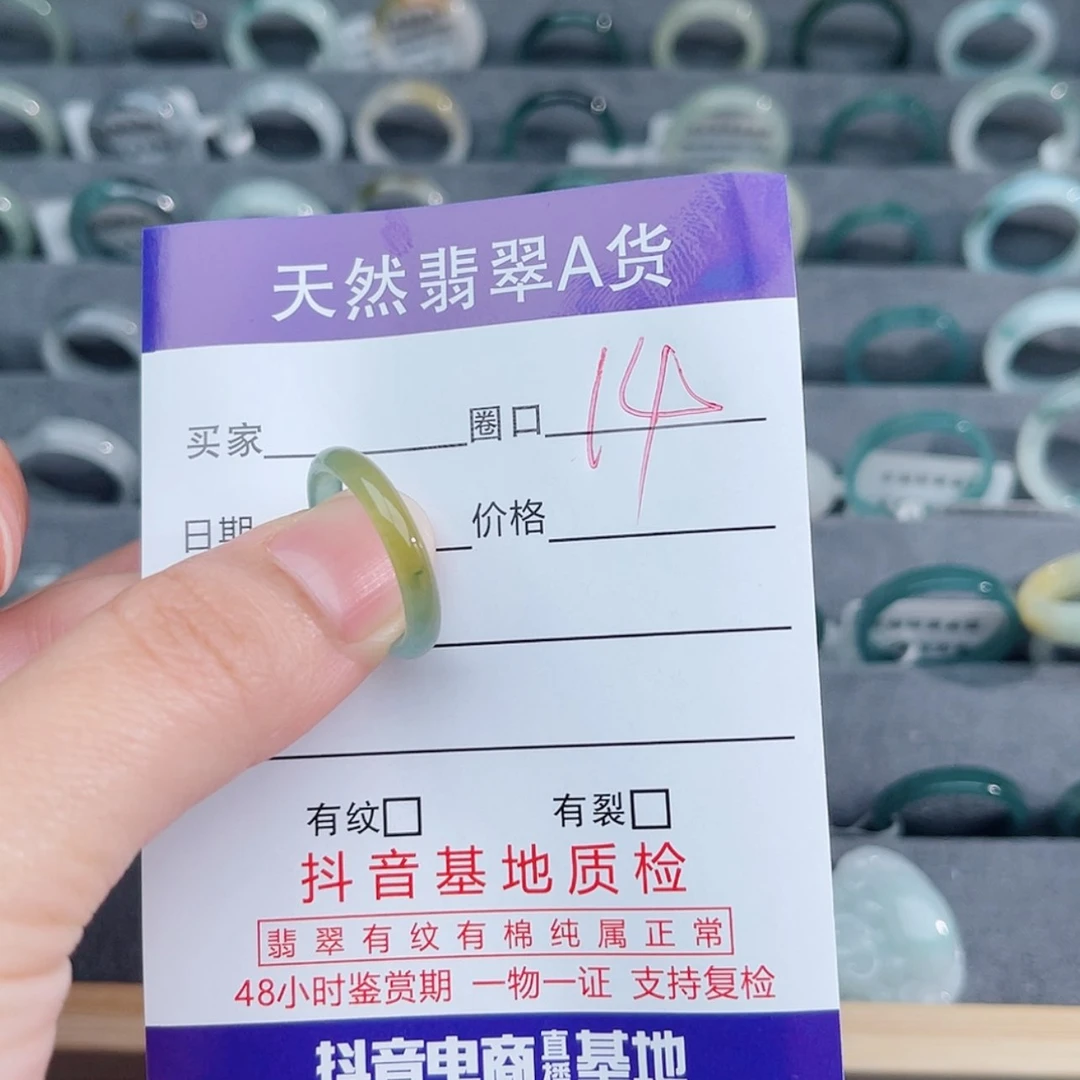 天然翡翠A货
买家 圈口 14
日期 价格
有纹 有裂
抖音基地质检
翡翠有纹有棉纯属正常
48小时鉴赏期 一物一证 支持复检
抖音电商直播基地